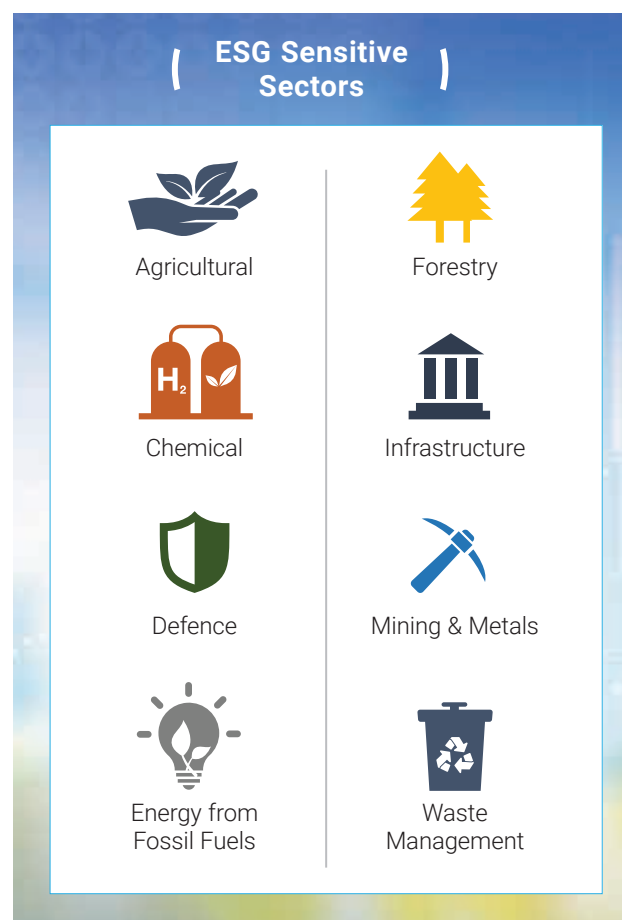 ESG Sensitive
Sectors
Agricultural
Forestry
H2
Chemical
Infrastructure
Defence
Mining & Metals
Energy from
Fossil Fuels
Waste
Management